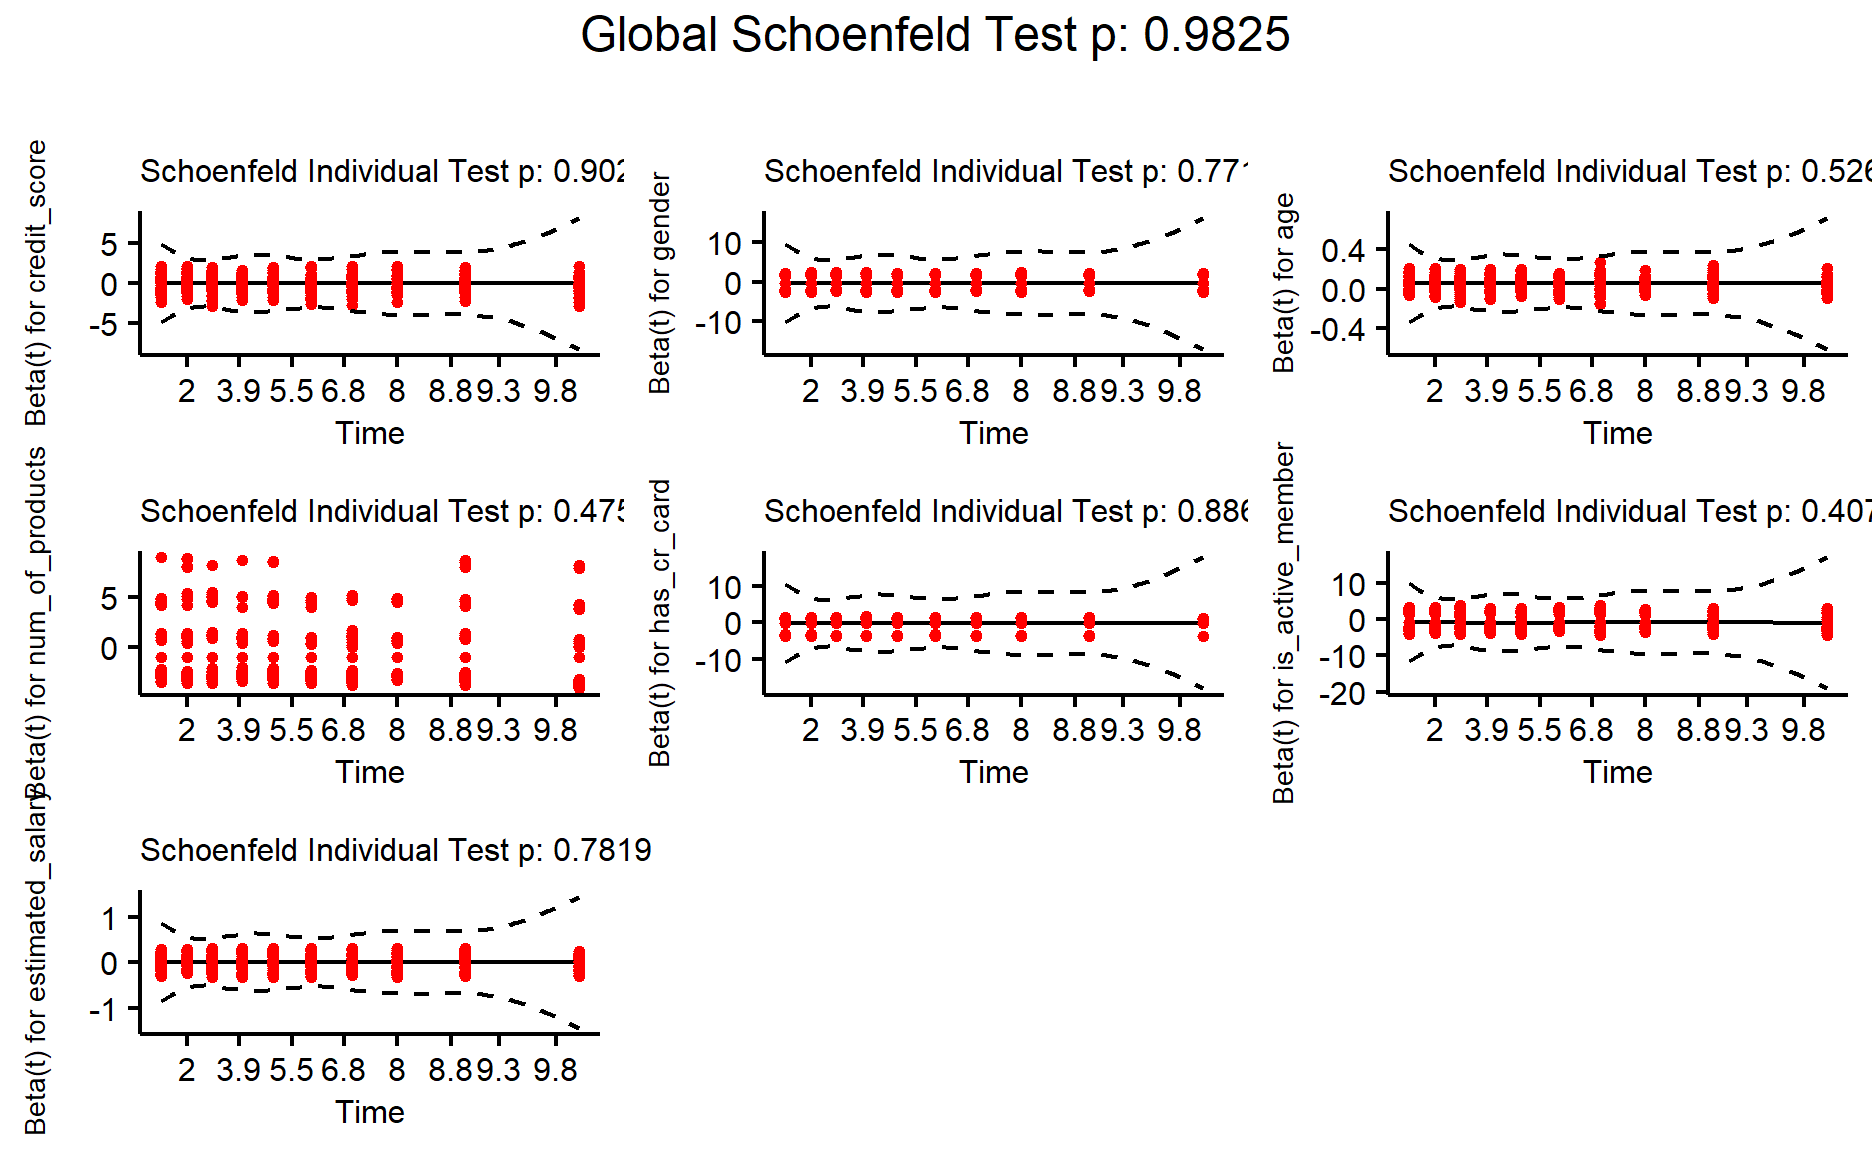 Global Schoenfeld Test p: 0.9825
Schoenfeld Individual Test p: 0.902
Beta(t) for credit_score
5
0
-5
2 3.9 5.5 6.8 8 8.8 9.3 9.8
Time
Schoenfeld Individual Test p: 0.771
Beta(t) for gender
10
0
-10
2 3.9 5.5 6.8 8 8.8 9.3 9.8
Time
Schoenfeld Individual Test p: 0.526
Beta(t) for age
0.4
0.0
-0.4
2 3.9 5.5 6.8 8 8.8 9.3 9.8
Time
Schoenfeld Individual Test p: 0.475
Beta(t) for num_of_products
5
0
2 3.9 5.5 6.8 8 8.8 9.3 9.8
Time
Schoenfeld Individual Test p: 0.886
Beta(t) for has_cr_card
10
0
-10
2 3.9 5.5 6.8 8 8.8 9.3 9.8
Time
Schoenfeld Individual Test p: 0.407
Beta(t) for is_active_member
10
0
-10
-20
2 3.9 5.5 6.8 8 8.8 9.3 9.8
Time
Schoenfeld Individual Test p: 0.7819
Beta(t) for estimated_salary
1
0
-1
2 3.9 5.5 6.8 8 8.8 9.3 9.8
Time